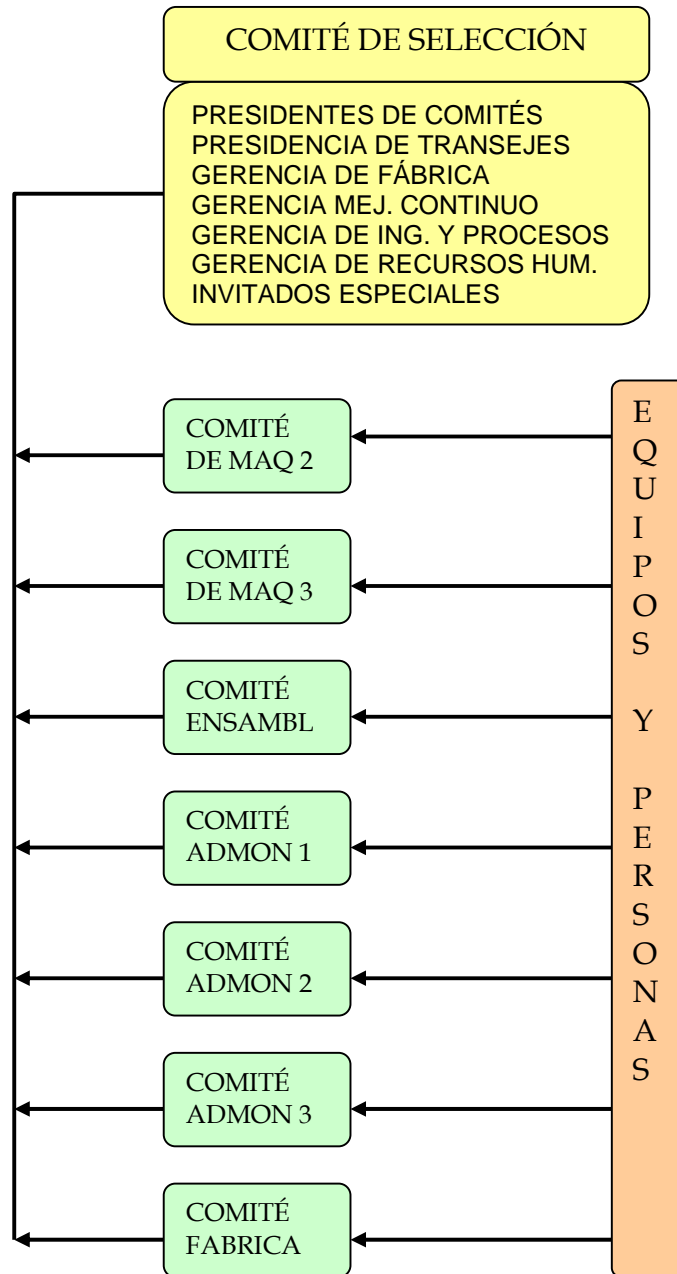 COMITÉ DE SELECCIÓN
PRESIDENTES DE COMITÉS
PRESIDENCIA DE TRANSEJES
GERENCIA DE FÁBRICA
GERENCIA MEJ. CONTINUO
GERENCIA DE ING. Y PROCESOS
GERENCIA DE RECURSOS HUM.
INVITADOS ESPECIALES
COMITÉ
DE MAQ 2
COMITÉ
DE MAQ 3
COMITÉ
ENSAMBL
COMITÉ
ADMON 1
COMITÉ
ADMON 2
COMITÉ
ADMON 3
COMITÉ
FABRICA
EQUIPOS Y PERSONAS